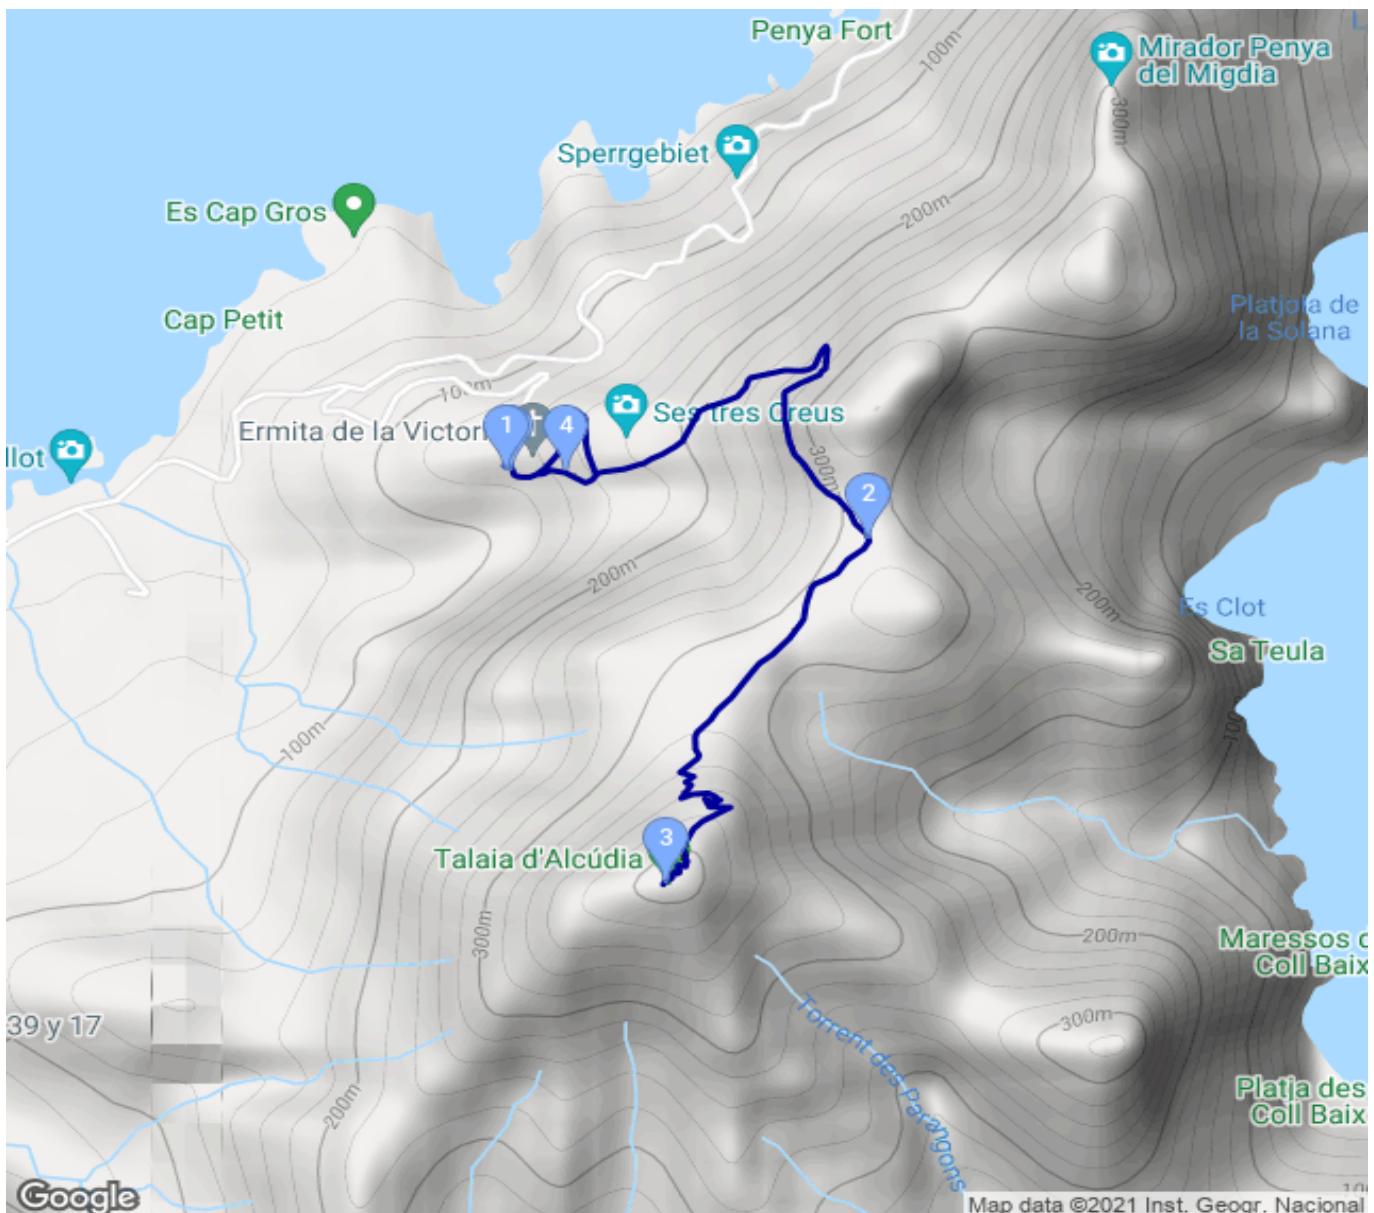 Penya Fort
100m
L
Mirador Penya
del Migdia
300m
Sperrgebiet
Es Cap Gros
200m
Cap Petit
Platjola de
la Solana
100m
Ses tres Creus
1
4
Ermita de la Victori
llot
300m
2
200m
200m
Es Clot
Sa Teula
100m
3
Talaia d'Alcúdia
300m
200m
Maressos d
Coll Baix
300m
39 y 17
Torrent des Parangons
200m
Platja des
Coll Baix
Google
Map data ©2021 Inst. Geogr. Nacional